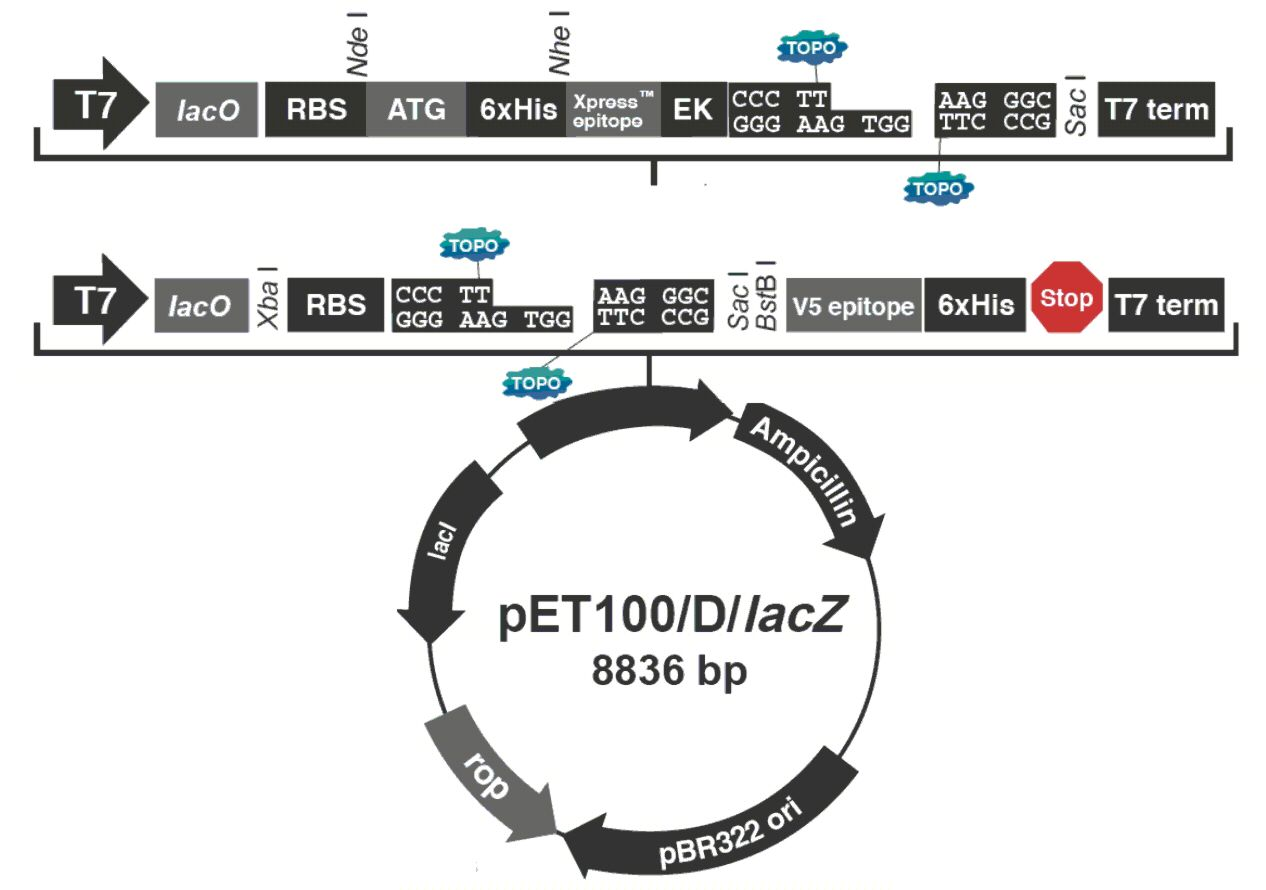 Nde I
Nhe I
TOPO
T7
lacO
RBS
ATG
6xHis
Xpress™
epitope
EK
CCC TT
GGG AAG TGG
AAG GGC
TTC CCG
Sac I
T7 term
TOPO
TOPO
T7
lacO
Xba I
RBS
CCC TT
GGG AAG TGG
AAG GGC
TTC CCG
Sac I
BstB I
V5 epitope
6xHis
Stop
T7 term
TOPO
Ampicillin
lacI
pET100/D/lacZ
8836 bp
rop
pBR322 ori